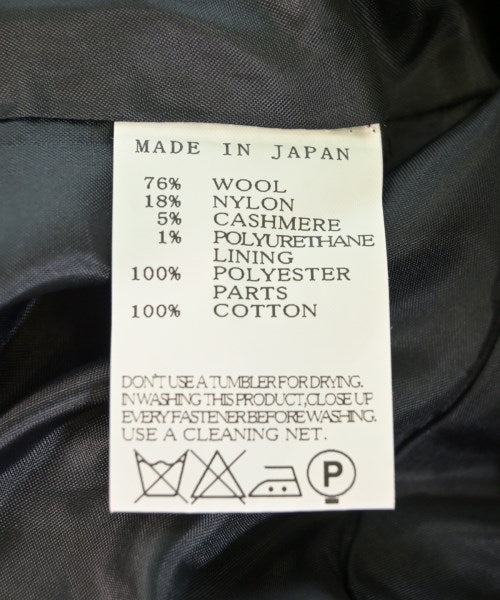 MADE IN JAPAN
76% WOOL
18% NYLON
5% CASHMERE
1% POLYURETHANE
LINING
100% POLYESTER
PARTS
100% COTTON
DON'T USE A TUMBLER FOR DRYING.
IN WASHING THIS PRODUCT, CLOSE UP
EVERY FASTENER BEFORE WASHING.
USE A CLEANING NET.
P